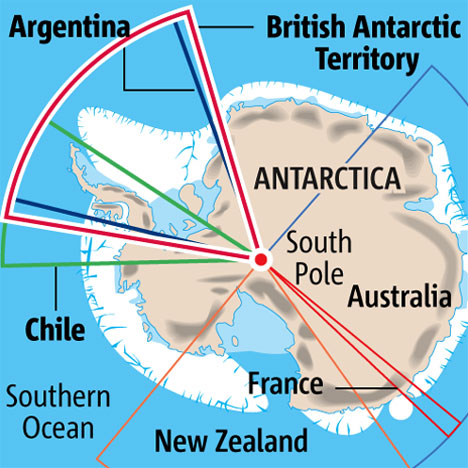 Argentina
British Antarctic
Territory
ANTARCTICA
South
Pole
Australia
Chile
France
Southern
Ocean
New Zealand